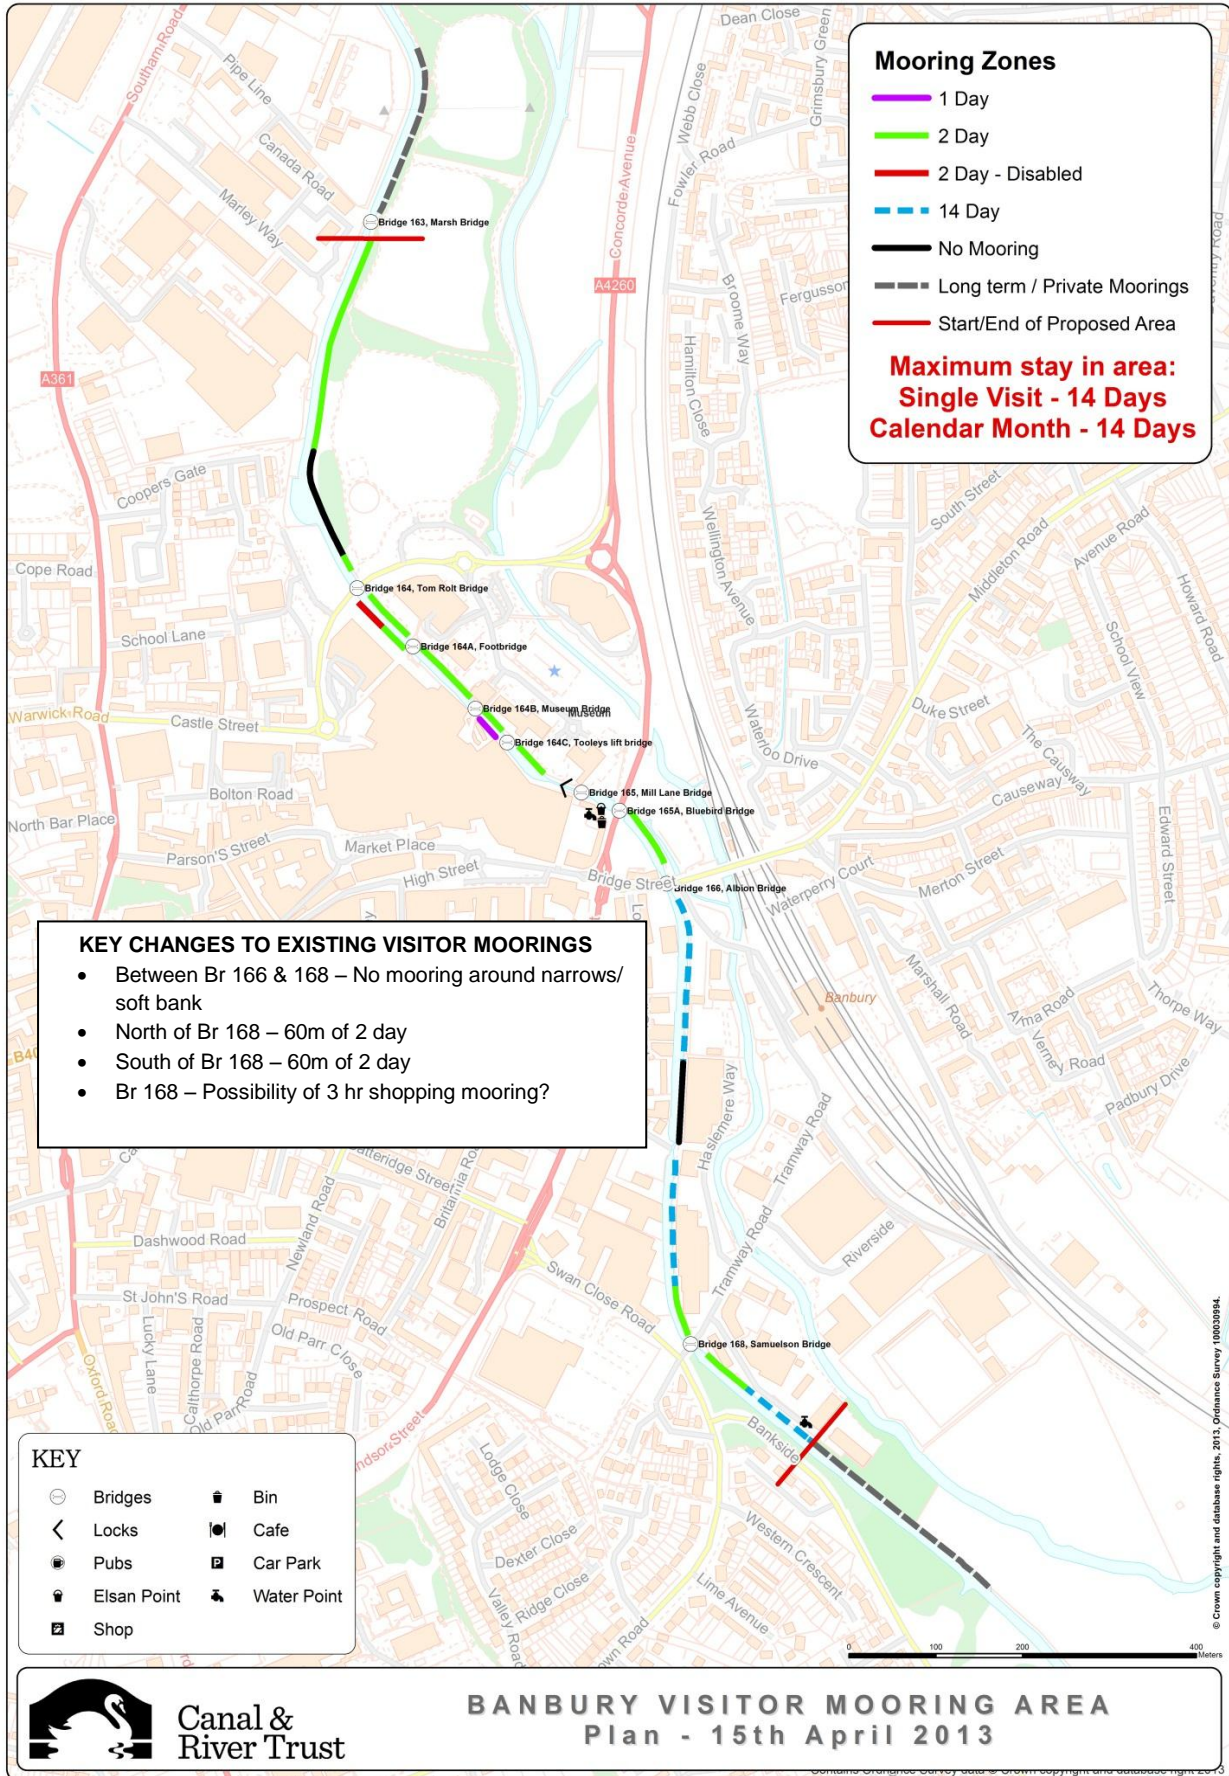 Mooring Zones
1 Day
2 Day
2 Day - Disabled
14 Day
No Mooring
Long term / Private Moorings
Start/End of Proposed Area
Maximum stay in area:
Single Visit - 14 Days
Calendar Month - 14 Days
Southam Road
Pipe Line
Canada Road
Marley Way
Dean Close
Grimsbury Green
Webb Close
Fowler Road
Concorde Avenue
A4260
Broome Way
Fergusson
Hamilton Close
Bridge 163, Marsh Bridge
A361
Coopers Gate
Cope Road
School Lane
Wellington Avenue
South Street
Middleton Road
Avenue Road
Howard Road
School View
Bridge 164, Tom Rolt Bridge
Bridge 164A, Footbridge
Warwick Road
Castle Street
Bridge 164B, Museum Bridge
Museum
Bridge 164C, Tooleys lift bridge
Waterloo Drive
Duke Street
The Causeway
Causeway
Bolton Road
Bridge 165, Mill Lane Bridge
Bridge 165A, Bluebird Bridge
North Bar Place
Parson'S Street
Market Place
High Street
Bridge Street
Bridge 166, Albion Bridge
Waterperry Court
Merton Street
Edward Street
Banbury
Marshall Road
Alma Road
Verney Road
Thorpe Way
Padbury Drive
KEY CHANGES TO EXISTING VISITOR MOORINGS
• Between Br 166 & 168 – No mooring around narrows/
soft bank
• North of Br 168 – 60m of 2 day
• South of Br 168 – 60m of 2 day
• Br 168 – Possibility of 3 hr shopping mooring?
Haslemere Way
Tramway Road
Tramway Road
Riverside
Britannia Ro
Newland Road
Dashwood Road
St John'S Road
Prospect Road
Old Parr Close
Lucky Lane
Calthorpe Road
Old Parr Road
Oxford Road
Swan Close Road
Bridge 168, Samuelson Bridge
Bankside
Lodge Close
Dexter Close
Ridge Close
Valley Road
Western Crescent
Lime Avenue
KEY
Bridges
Bin
Locks
Cafe
Pubs
Car Park
Elsan Point
Water Point
Shop
0 100 200 400
Meters
© Crown copyright and database rights, 2013, Ordnance Survey 100030994.
Canal &
River Trust
BANBURY VISITOR MOORING AREA
Plan - 15th April 2013
Contains Ordnance Survey data © Crown copyright and database right 2013